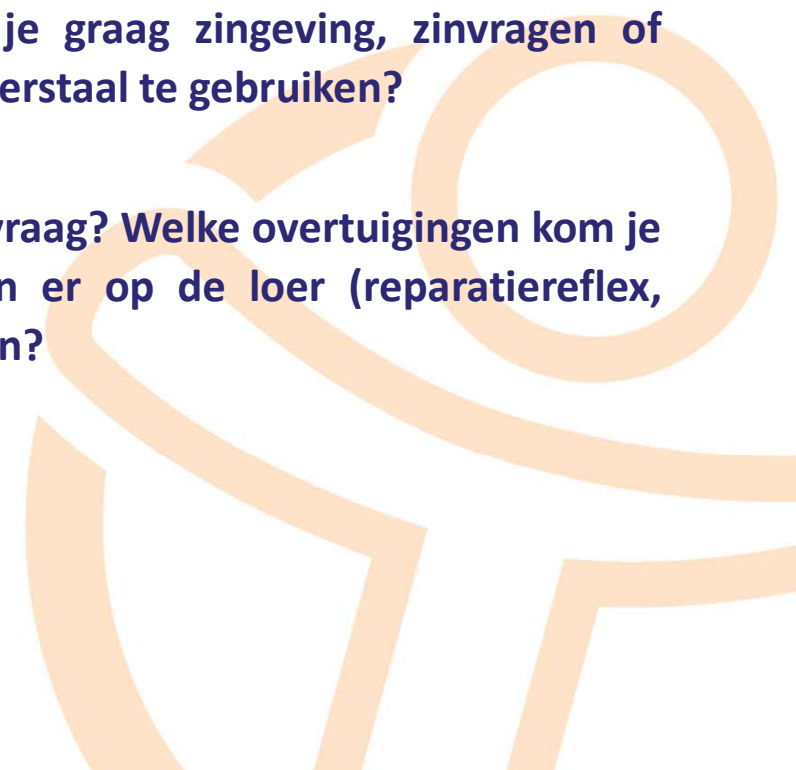 je graag zingeving, zinvragen of
erstaal te gebruiken?
vraag? Welke overtuigingen kom je
n er op de loer (reparatiereflex,
n?